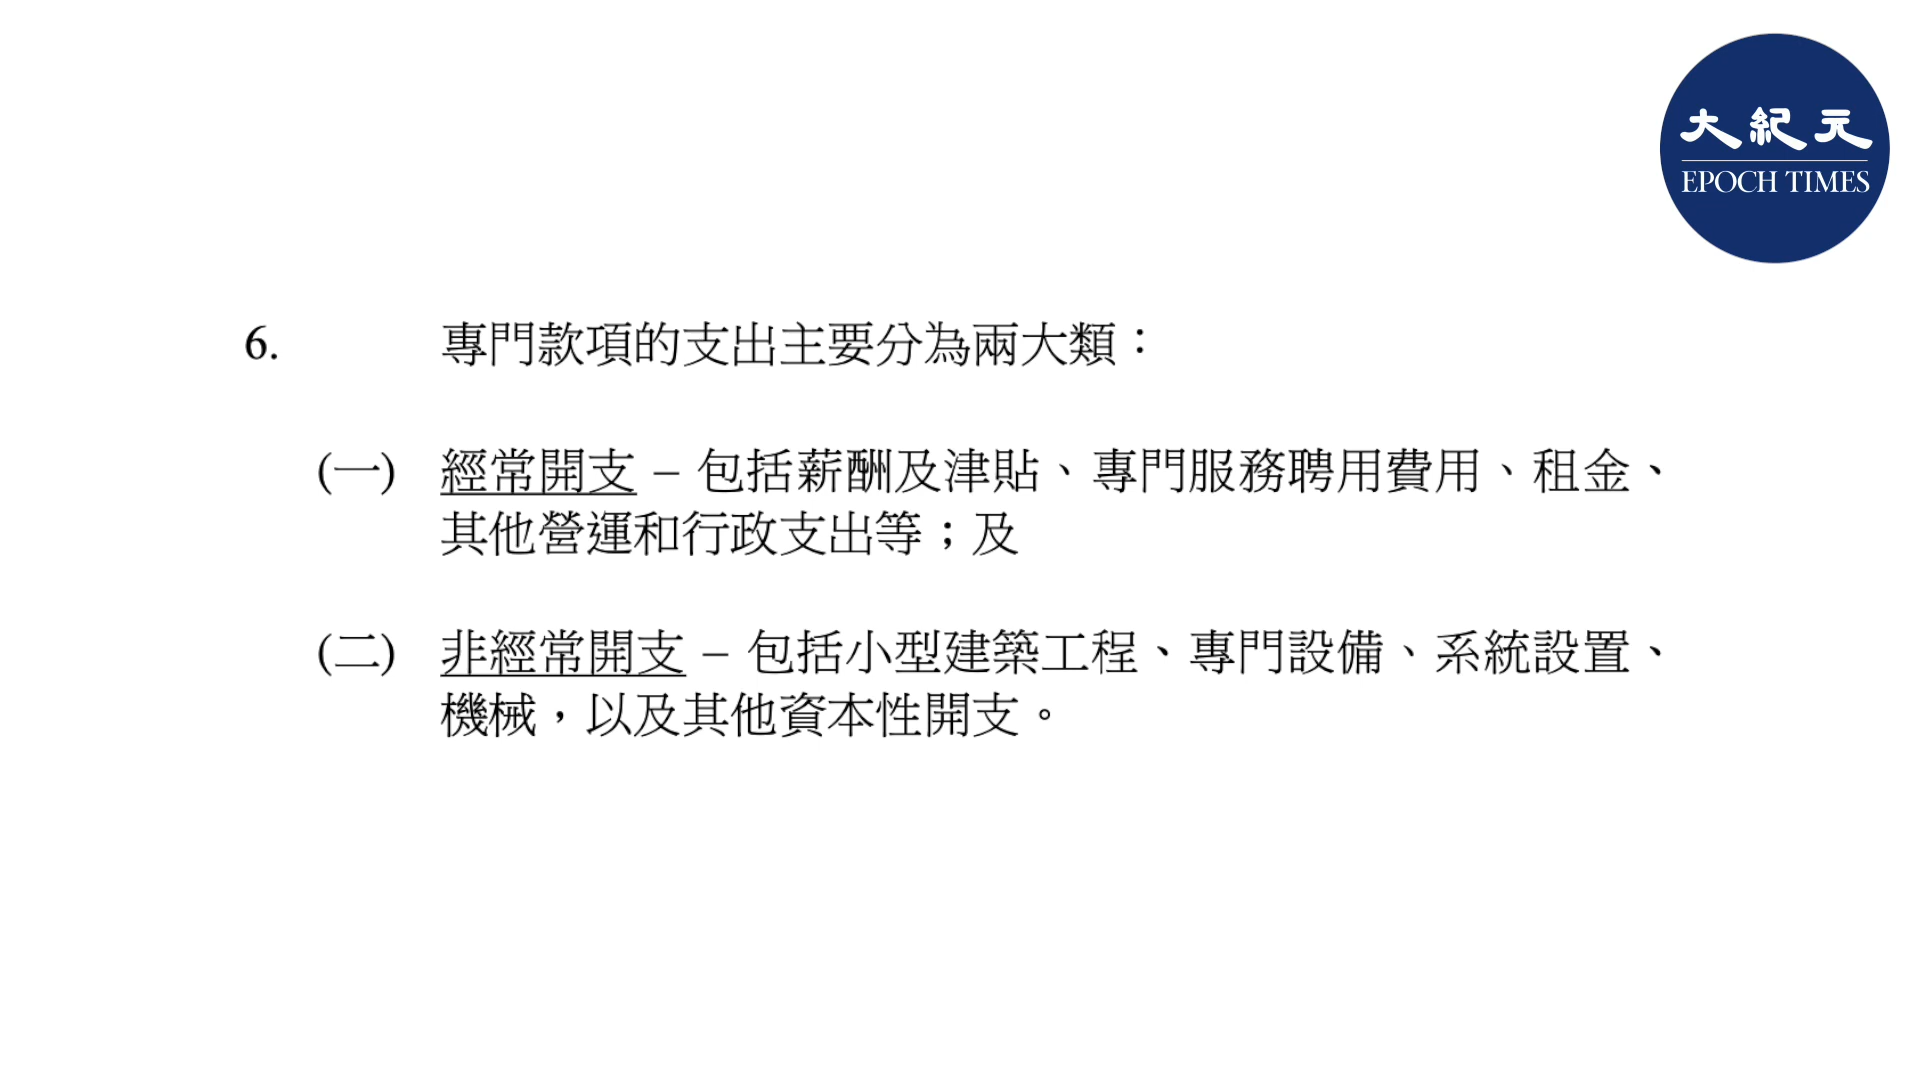 大紀元
EPOCH TIMES
6. 專門款項的支出主要分為兩大類：
(一) 經常開支 – 包括薪酬及津貼、專門服務聘用費用、租金、
其他營運和行政支出等；及
(二) 非經常開支 – 包括小型建築工程、專門設備、系統設置、
機械，以及其他資本性開支。